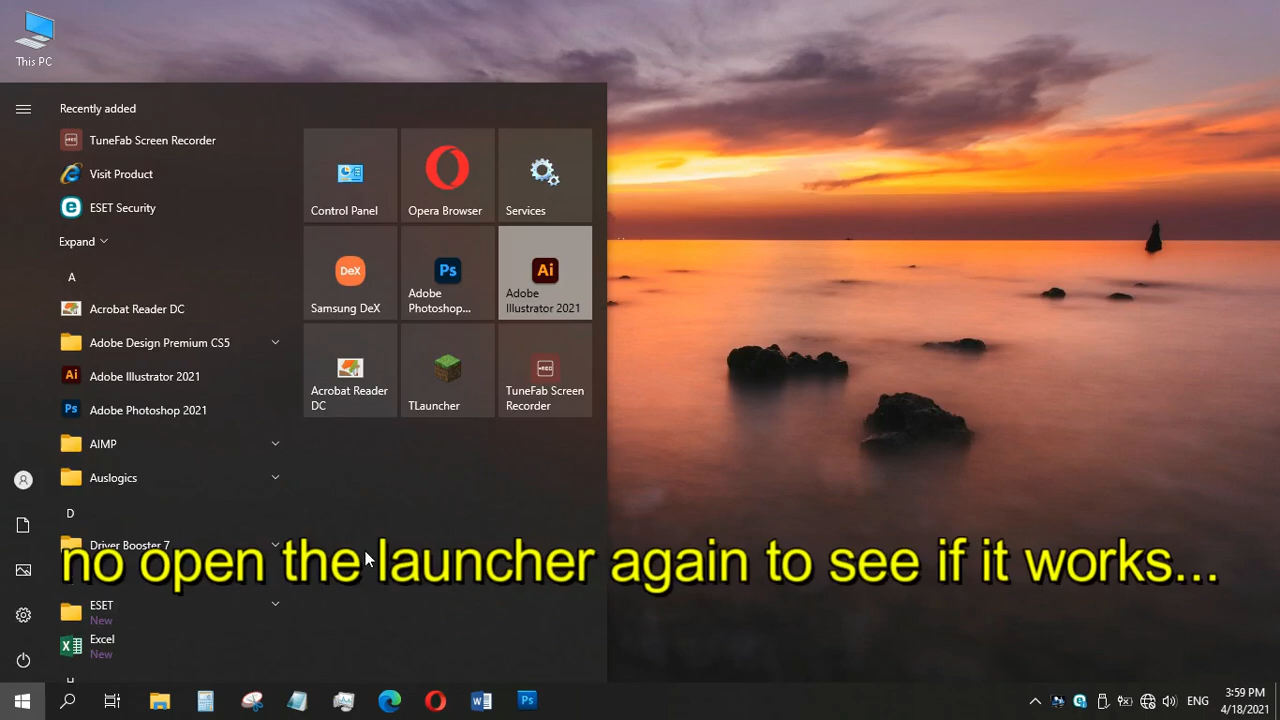 This PC
Recently added
TuneFab Screen Recorder
Visit Product
ESET Security
Expand
A
Acrobat Reader DC
Adobe Design Premium CS5
Adobe Illustrator 2021
Adobe Photoshop 2021
AIMP
Auslogics
D
Driver Booster 7
ESET
New
Excel
New
Control Panel
Opera Browser
Services
Samsung DeX
Adobe
Photoshop...
Adobe
Illustrator 2021
Acrobat Reader
DC
TLauncher
TuneFab Screen
Recorder
no open the launcher again to see if it works...
ENG
3:59 PM
4/18/2021